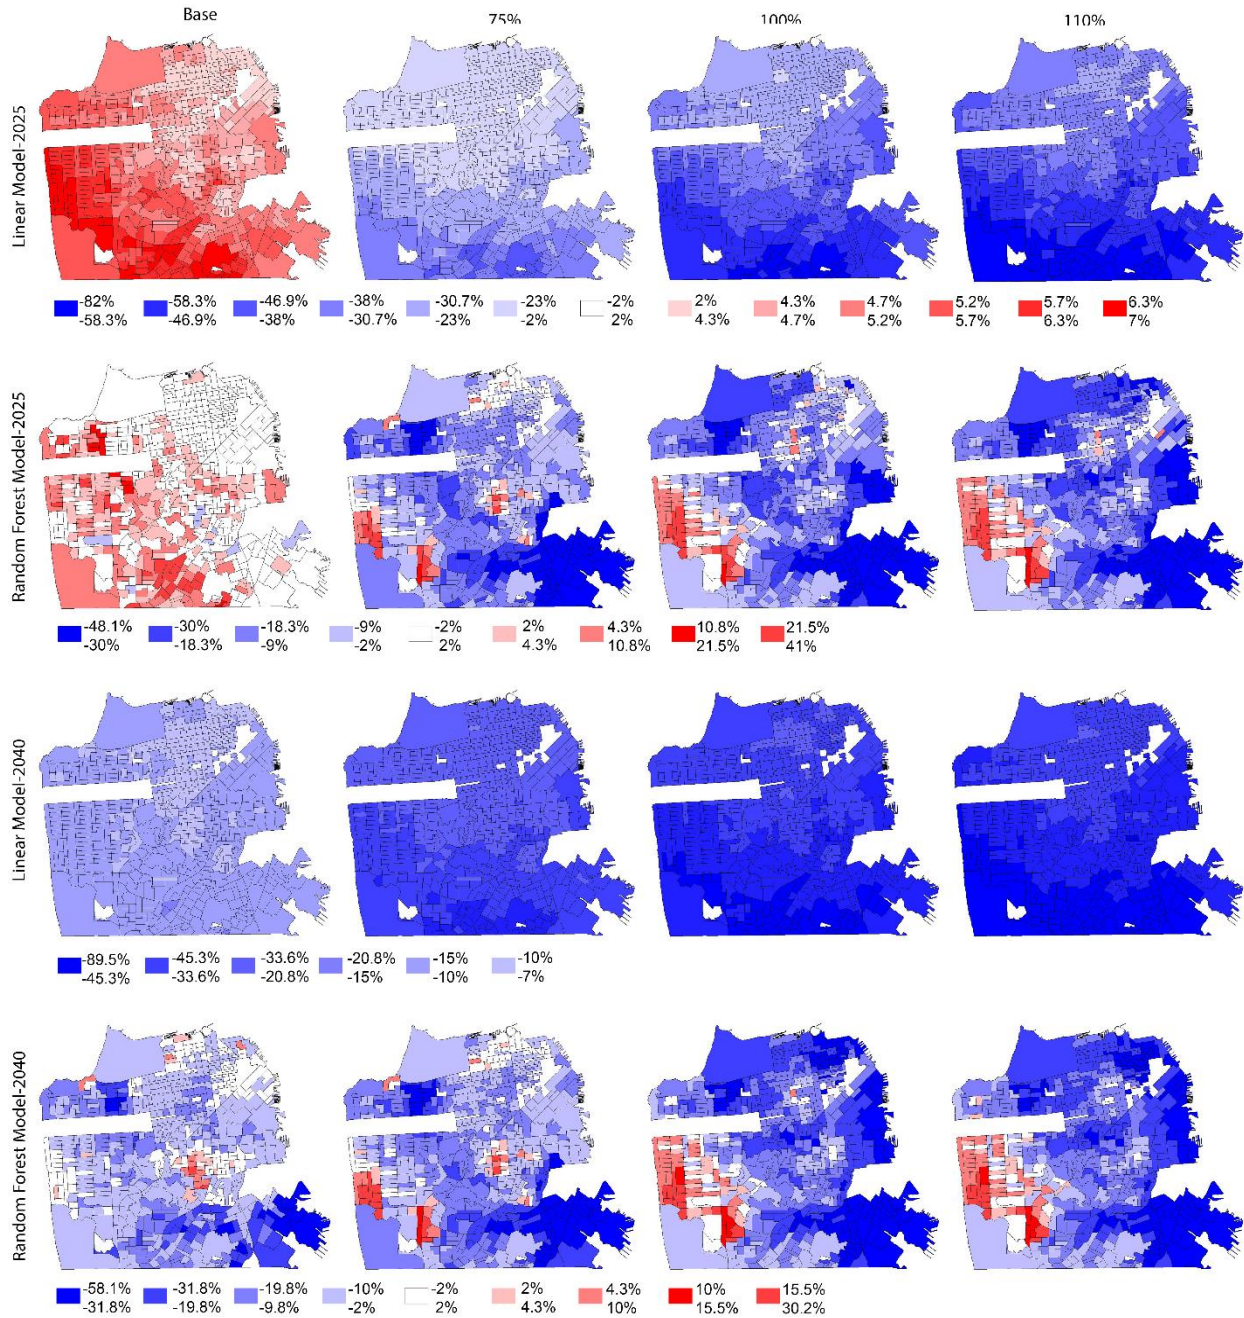 Base 75% 100% 110%
Linear Model-2025
-82% -58.3% -46.9% -38% -30.7% -23% -2% 2% 4.3% 4.7% 5.2% 5.7% 6.3%
-58.3% -46.9% -38% -30.7% -23% -2% 2% 4.3% 4.7% 5.2% 5.7% 6.3% 7%
Random Forest Model-2025
-48.1% -30% -18.3% -9% -2% 2% 4.3% 10.8% 21.5%
-30% -18.3% -9% -2% 2% 4.3% 10.8% 21.5% 41%
Linear Model-2040
-89.5% -45.3% -33.6% -20.8% -15% -10%
-45.3% -33.6% -20.8% -15% -10% -7%
Random Forest Model-2040
-58.1% -31.8% -19.8% -10% -2% 2% 4.3% 10% 15.5%
-31.8% -19.8% -9.8% -2% 2% 4.3% 10% 15.5% 30.2%